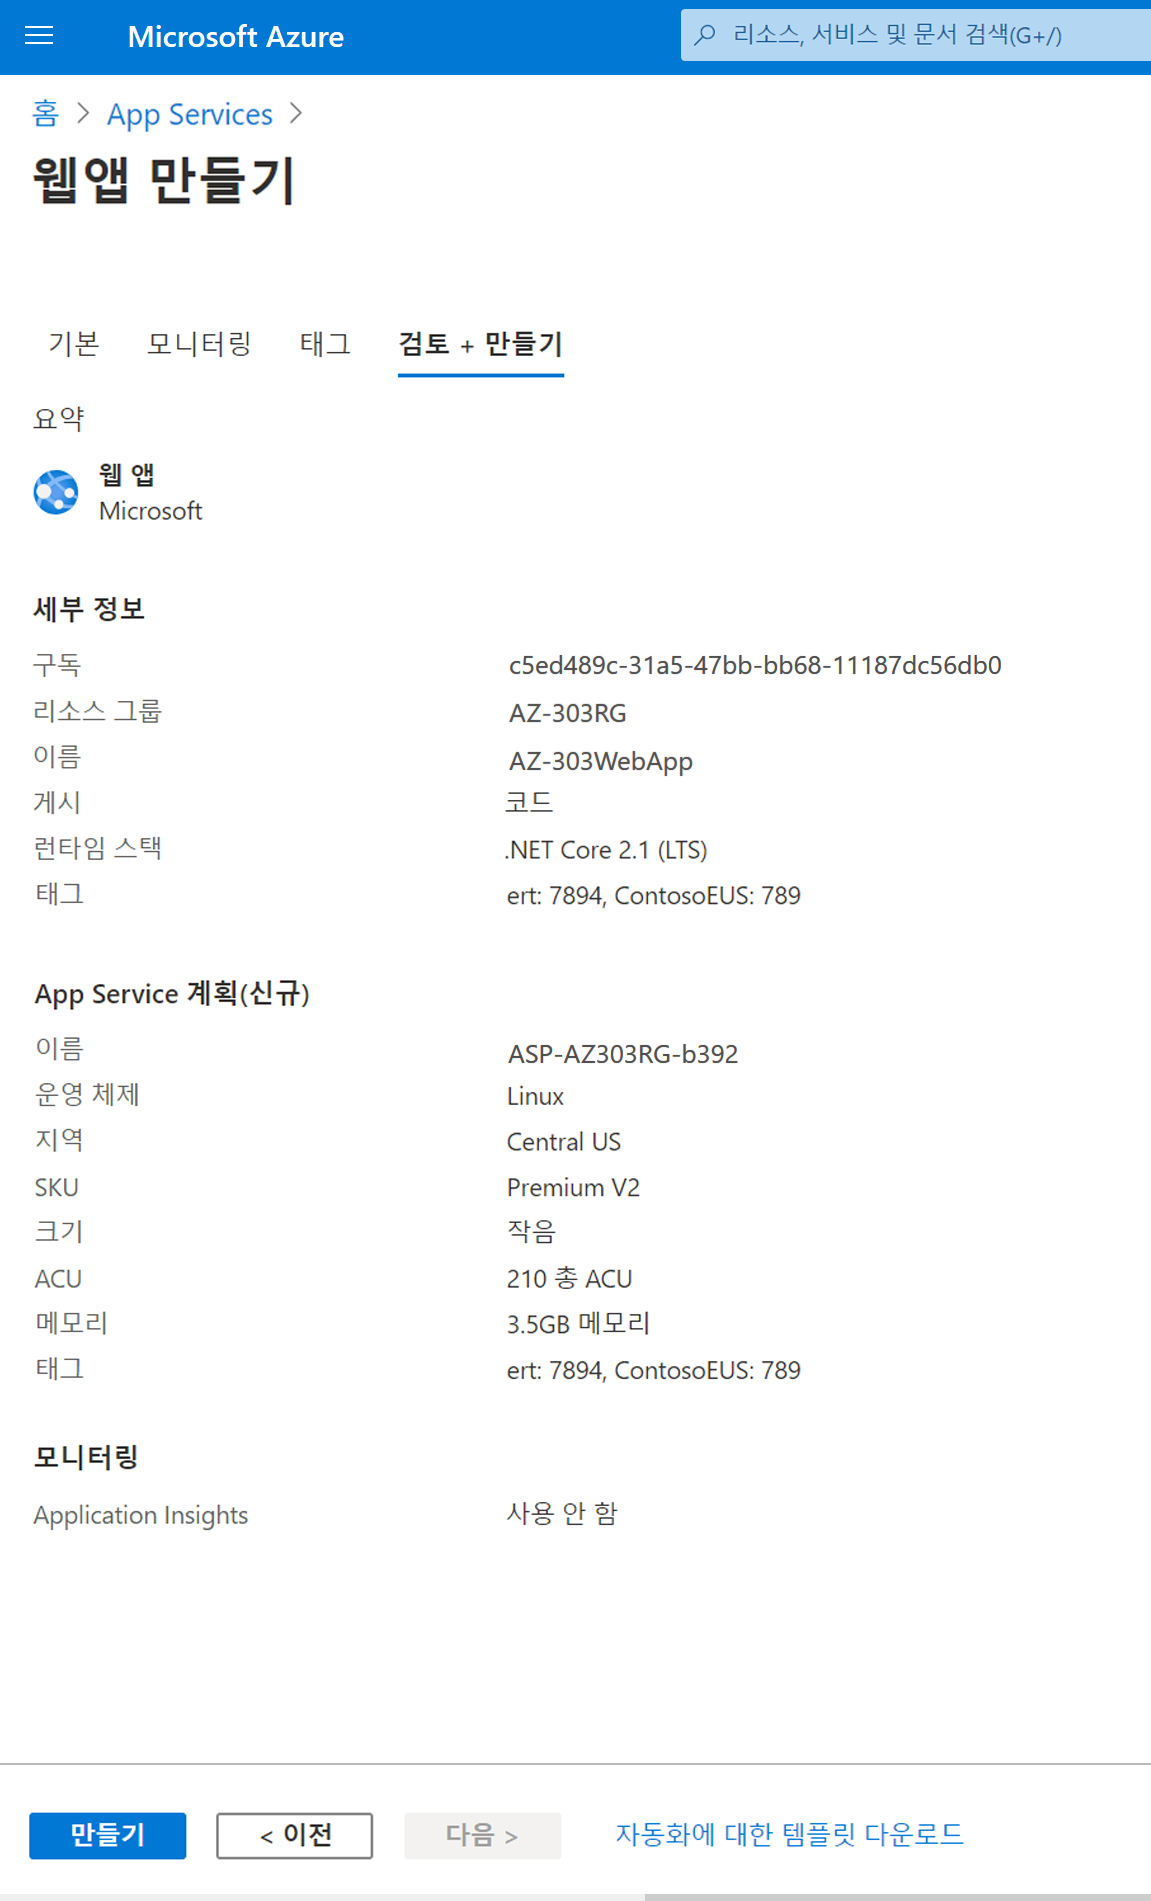 Microsoft Azure
리소스, 서비스 및 문서 검색(G+/)
홈 > App Services >
웹앱 만들기
기본 모니터링 태그 검토 + 만들기
요약
웹 앱
Microsoft
세부 정보
구독 c5ed489c-31a5-47bb-bb68-11187dc56db0
리소스 그룹 AZ-303RG
이름 AZ-303WebApp
게시 코드
런타임 스택 .NET Core 2.1 (LTS)
태그 ert: 7894, ContosoEUS: 789
App Service 계획(신규)
이름 ASP-AZ303RG-b392
운영 체제 Linux
지역 Central US
SKU Premium V2
크기 작음
ACU 210 총 ACU
메모리 3.5GB 메모리
태그 ert: 7894, ContosoEUS: 789
모니터링
Application Insights 사용 안 함
만들기 < 이전 다음 > 자동화에 대한 템플릿 다운로드